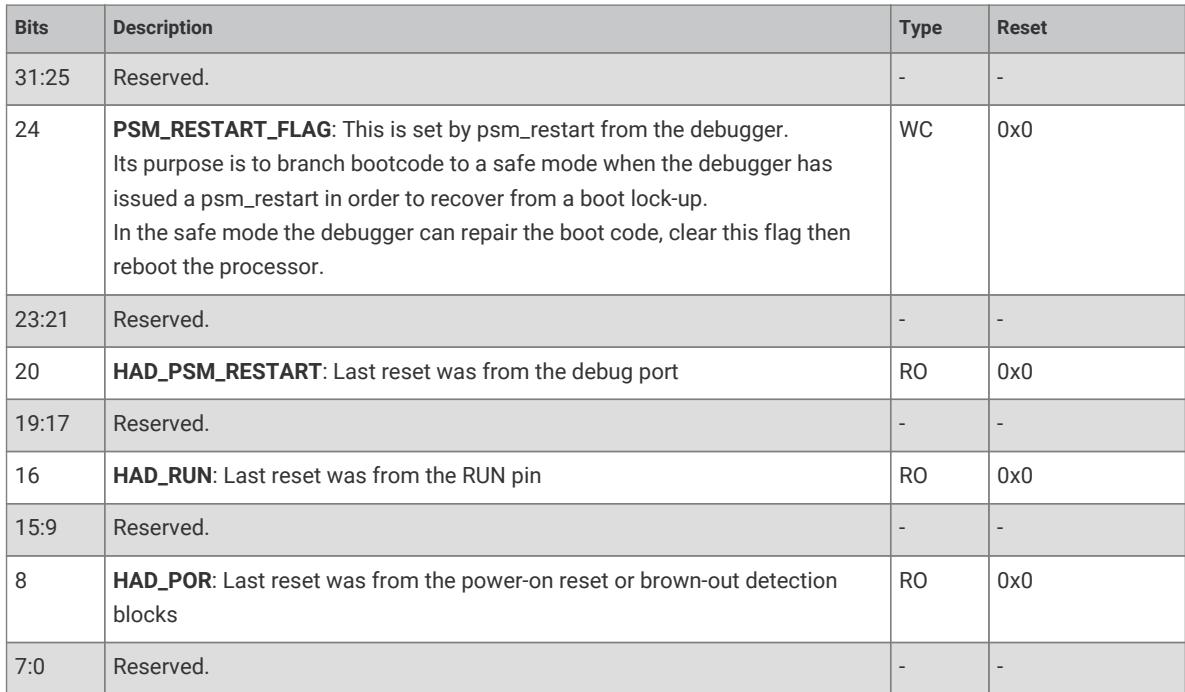 Bits Description Type Reset
31:25 Reserved. - -
24 PSM_RESTART_FLAG: This is set by psm_restart from the debugger. WC 0x0
Its purpose is to branch bootcode to a safe mode when the debugger has
issued a psm_restart in order to recover from a boot lock-up.
In the safe mode the debugger can repair the boot code, clear this flag then
reboot the processor.
23:21 Reserved. - -
20 HAD_PSM_RESTART: Last reset was from the debug port RO 0x0
19:17 Reserved. - -
16 HAD_RUN: Last reset was from the RUN pin RO 0x0
15:9 Reserved. - -
8 HAD_POR: Last reset was from the power-on reset or brown-out detection RO 0x0
blocks
7:0 Reserved. - -